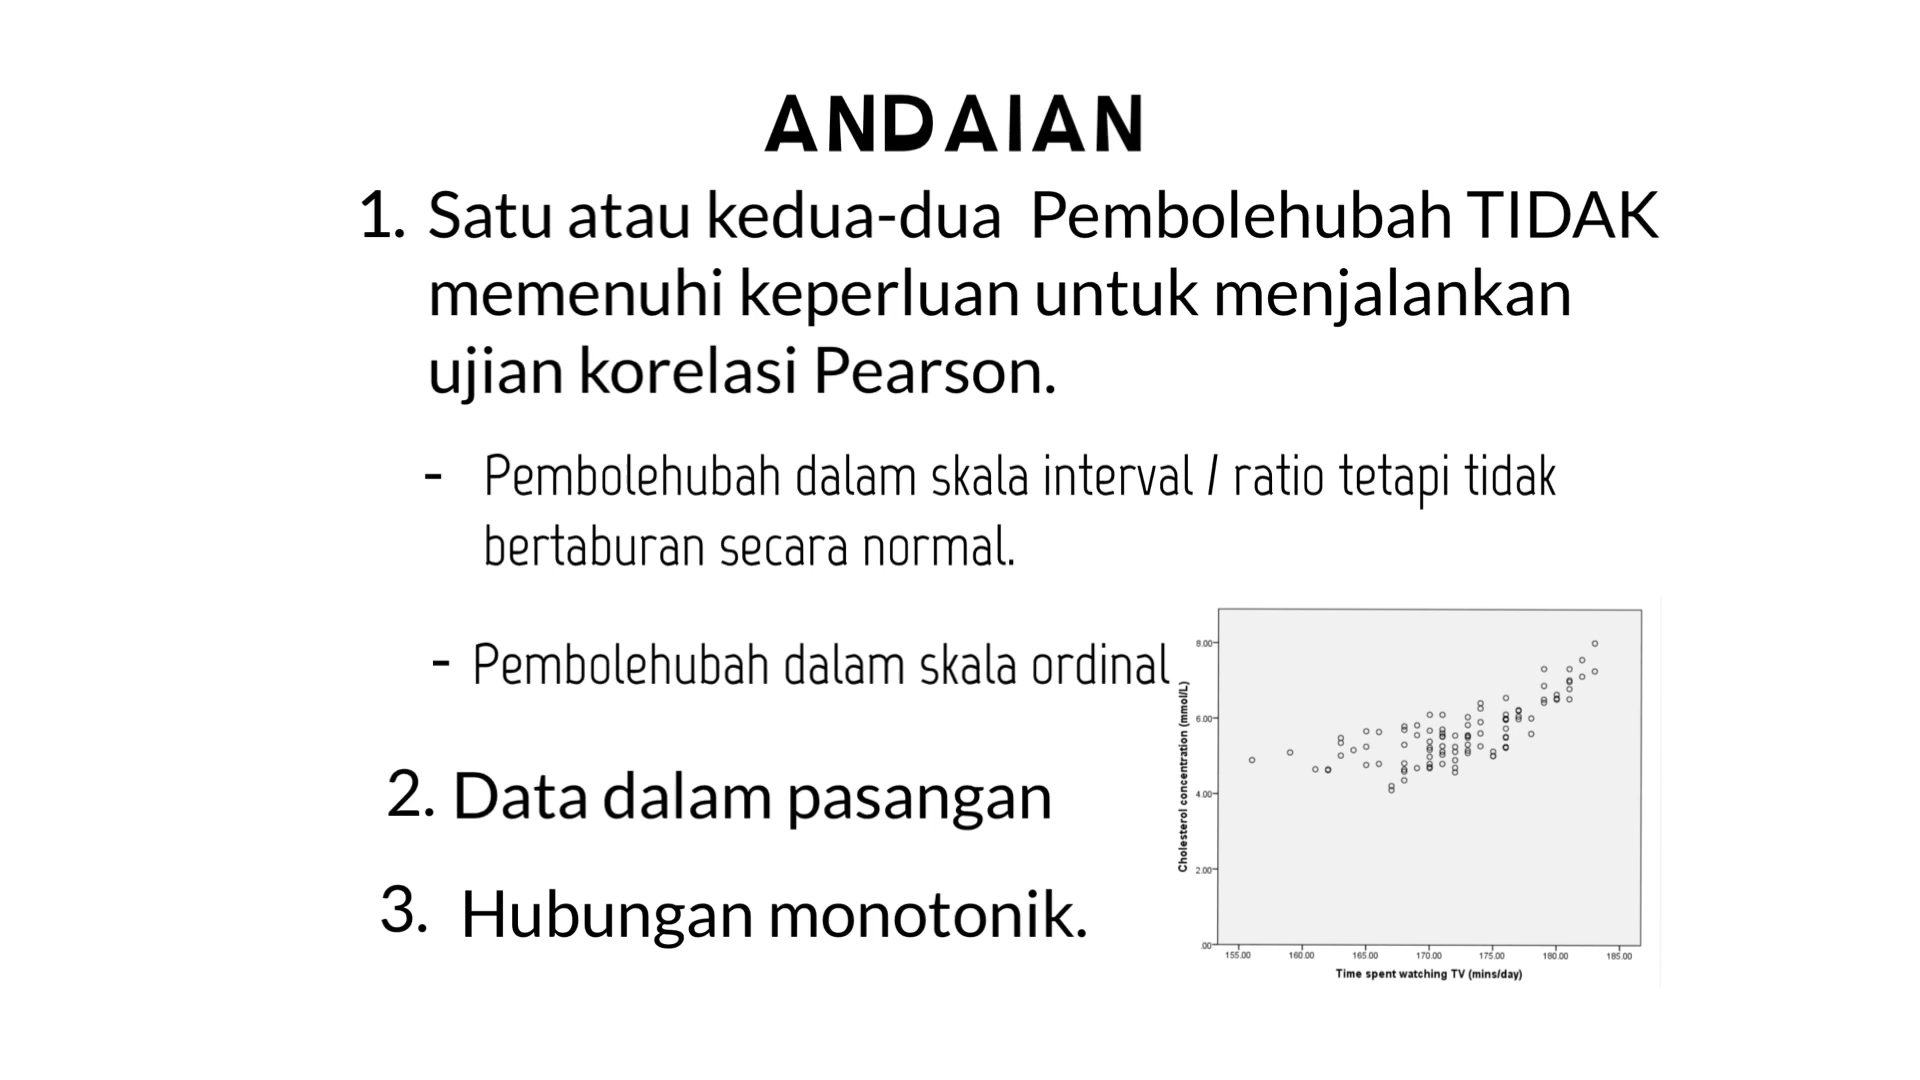 ANDAIAN
1. Satu atau kedua-dua Pembolehubah TIDAK
memenuhi keperluan untuk menjalankan
ujian korelasi Pearson.
- Pembolehubah dalam skala interval / ratio tetapi tidak
bertaburan secara normal.
- Pembolehubah dalam skala ordinal
2. Data dalam pasangan
3. Hubungan monotonik.
Cholesterol concentration (mmol/L)
8.00
6.00
4.00
2.00
.00
155.00 160.00 165.00 170.00 175.00 180.00 185.00
Time spent watching TV (mins/day)